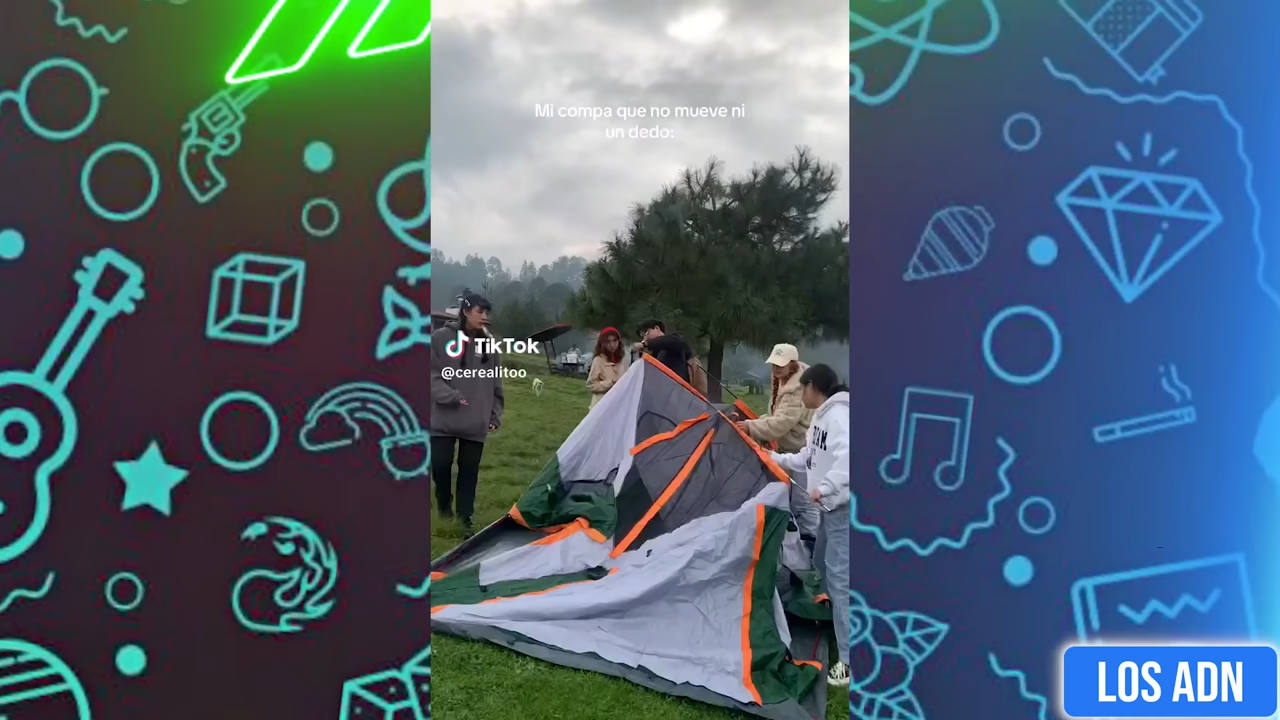 Mi compa que no mueve ni
un dedo:
TikTok
@cerealitoo
LOS ADN